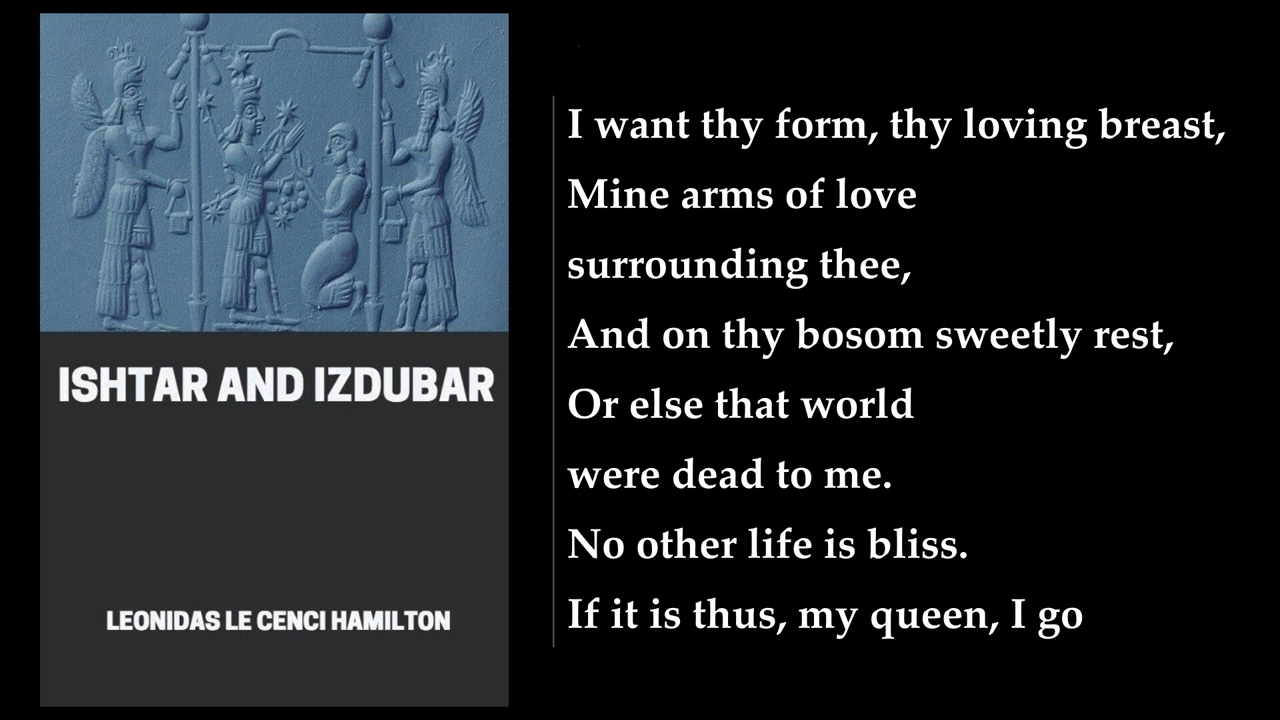 ISHTAR AND IZDUBAR
LEONIDAS LE CENCI HAMILTON
I want thy form, thy loving breast,
Mine arms of love
surrounding thee,
And on thy bosom sweetly rest,
Or else that world
were dead to me.
No other life is bliss.
If it is thus, my queen, I go